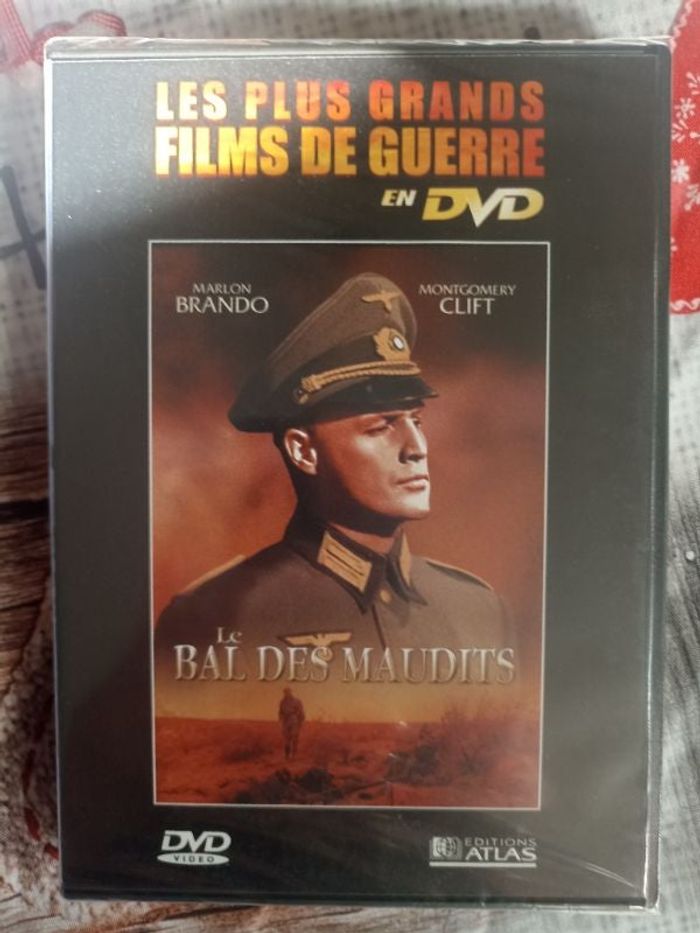 LES PLUS GRANDS
FILMS DE GUERRE
EN DVD
MARLON
BRANDO
MONTGOMERY
CLIFT
Le
BAL DES MAUDITS
DVD
VIDEO
EDITIONS
ATLAS